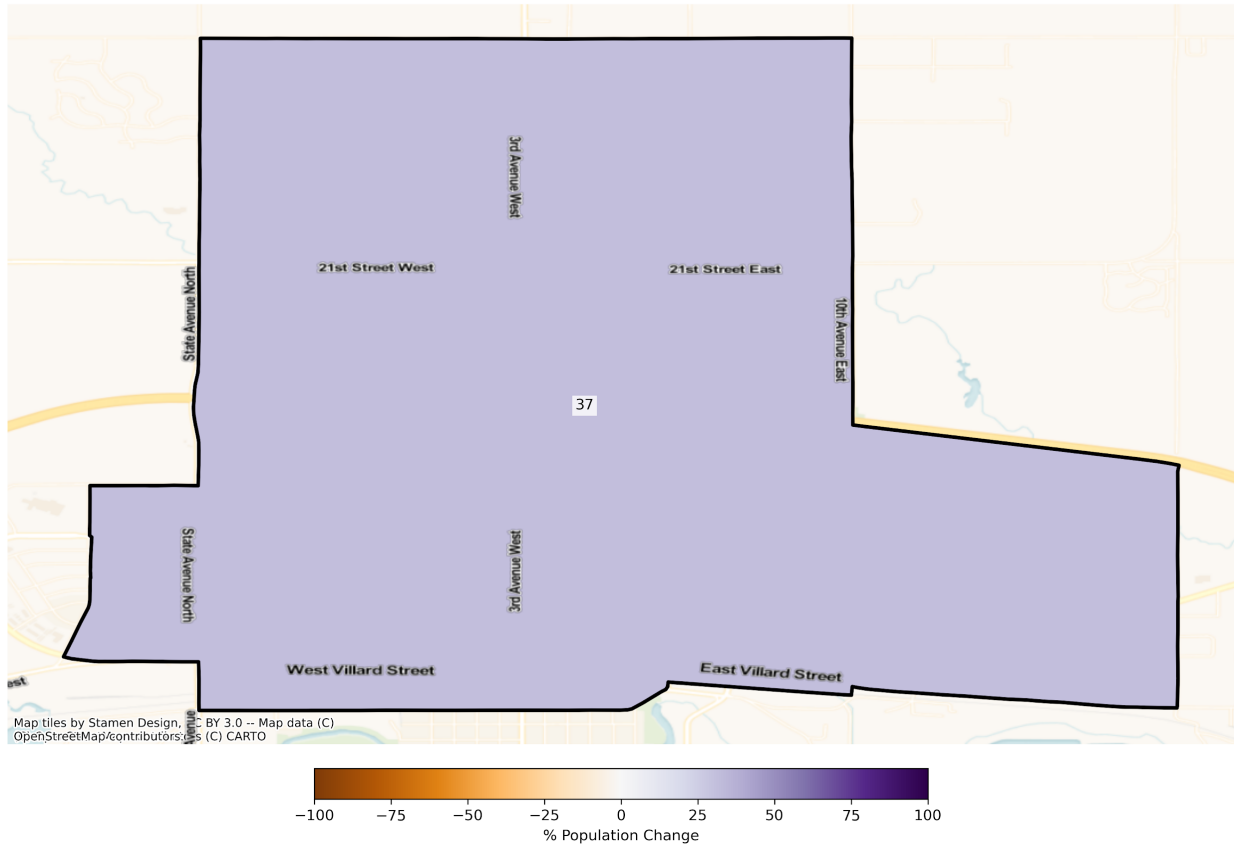 3rd Avenue West
21st Street West
21st Street East
State Avenue North
10th Avenue East
37
State Avenue North
3rd Avenue West
West Villard Street
East Villard Street
est
Avenue
Map tiles by Stamen Design, CC BY 3.0 -- Map data (C)
OpenStreetMap contributors (C) CARTO
−100 −75 −50 −25 0 25 50 75 100
% Population Change